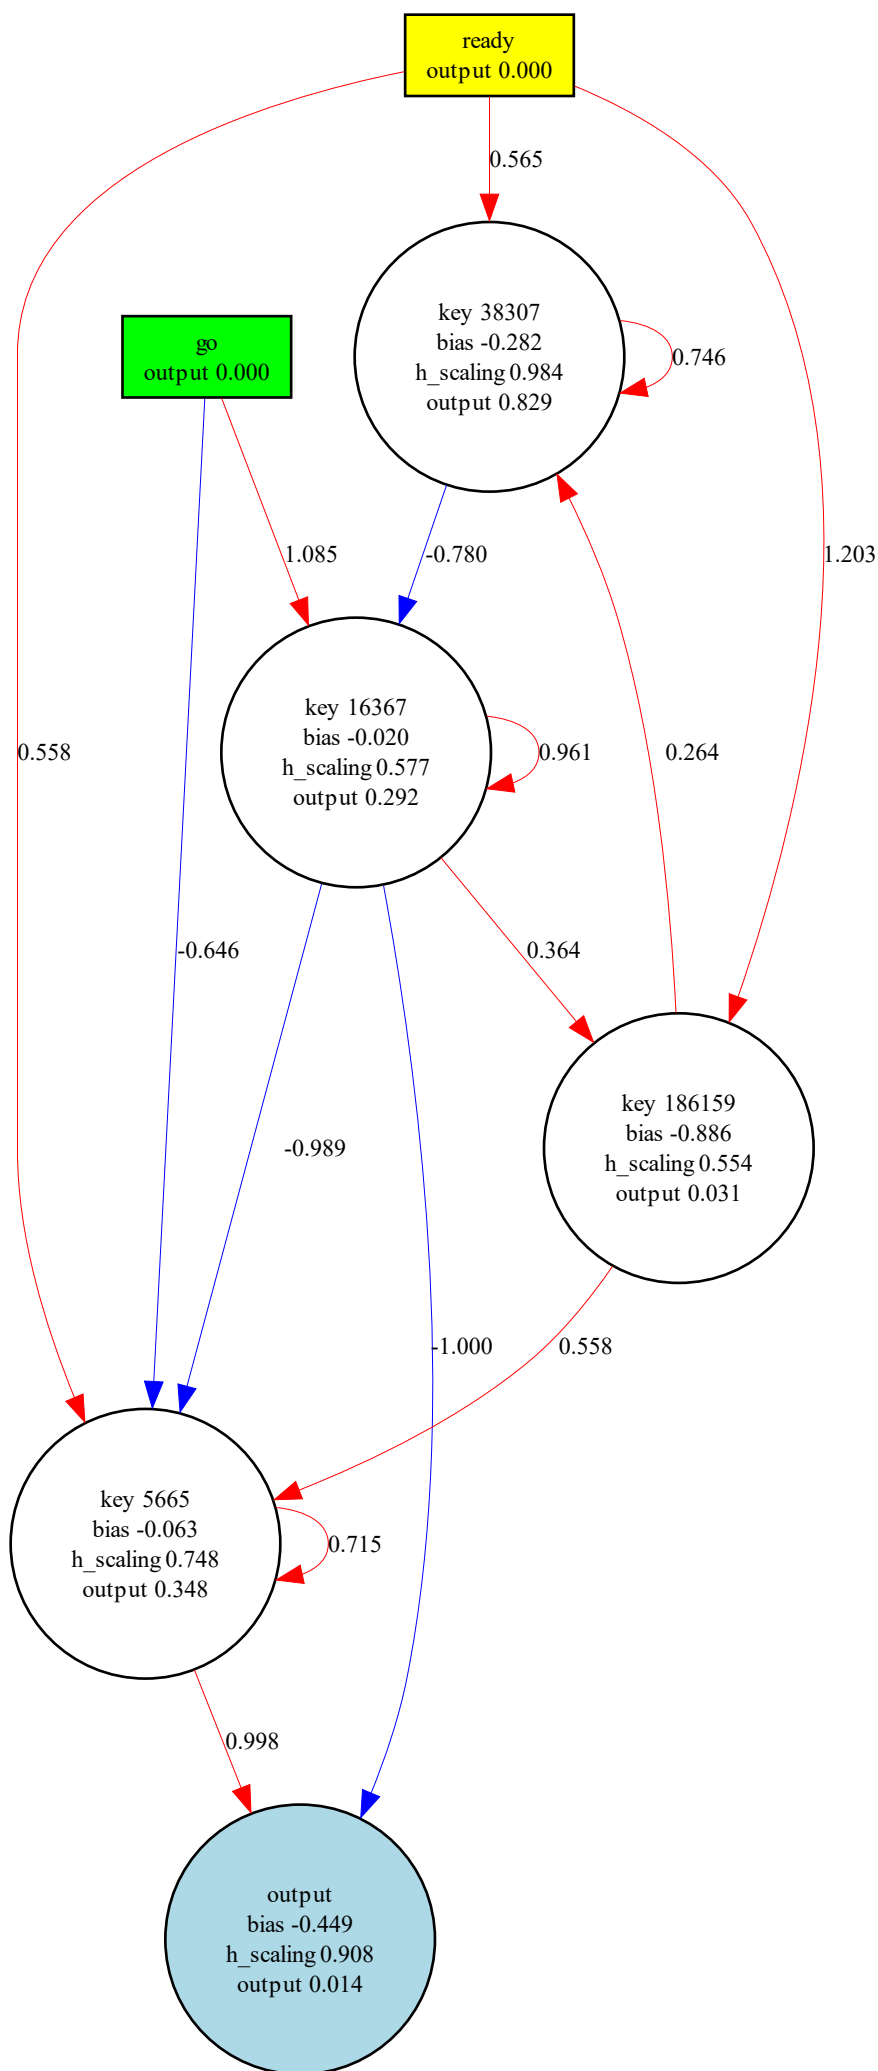 ready
output 0.000
0.565
key 38307
bias -0.282
h_scaling 0.984
output 0.829
0.746
go
output 0.000
1.085
-0.780
1.203
key 16367
bias -0.020
h_scaling 0.577
output 0.292
0.961
0.264
0.558
-0.646
0.364
-0.989
key 186159
bias -0.886
h_scaling 0.554
output 0.031
-1.000
0.558
key 5665
bias -0.063
h_scaling 0.748
output 0.348
0.715
0.998
output
bias -0.449
h_scaling 0.908
output 0.014